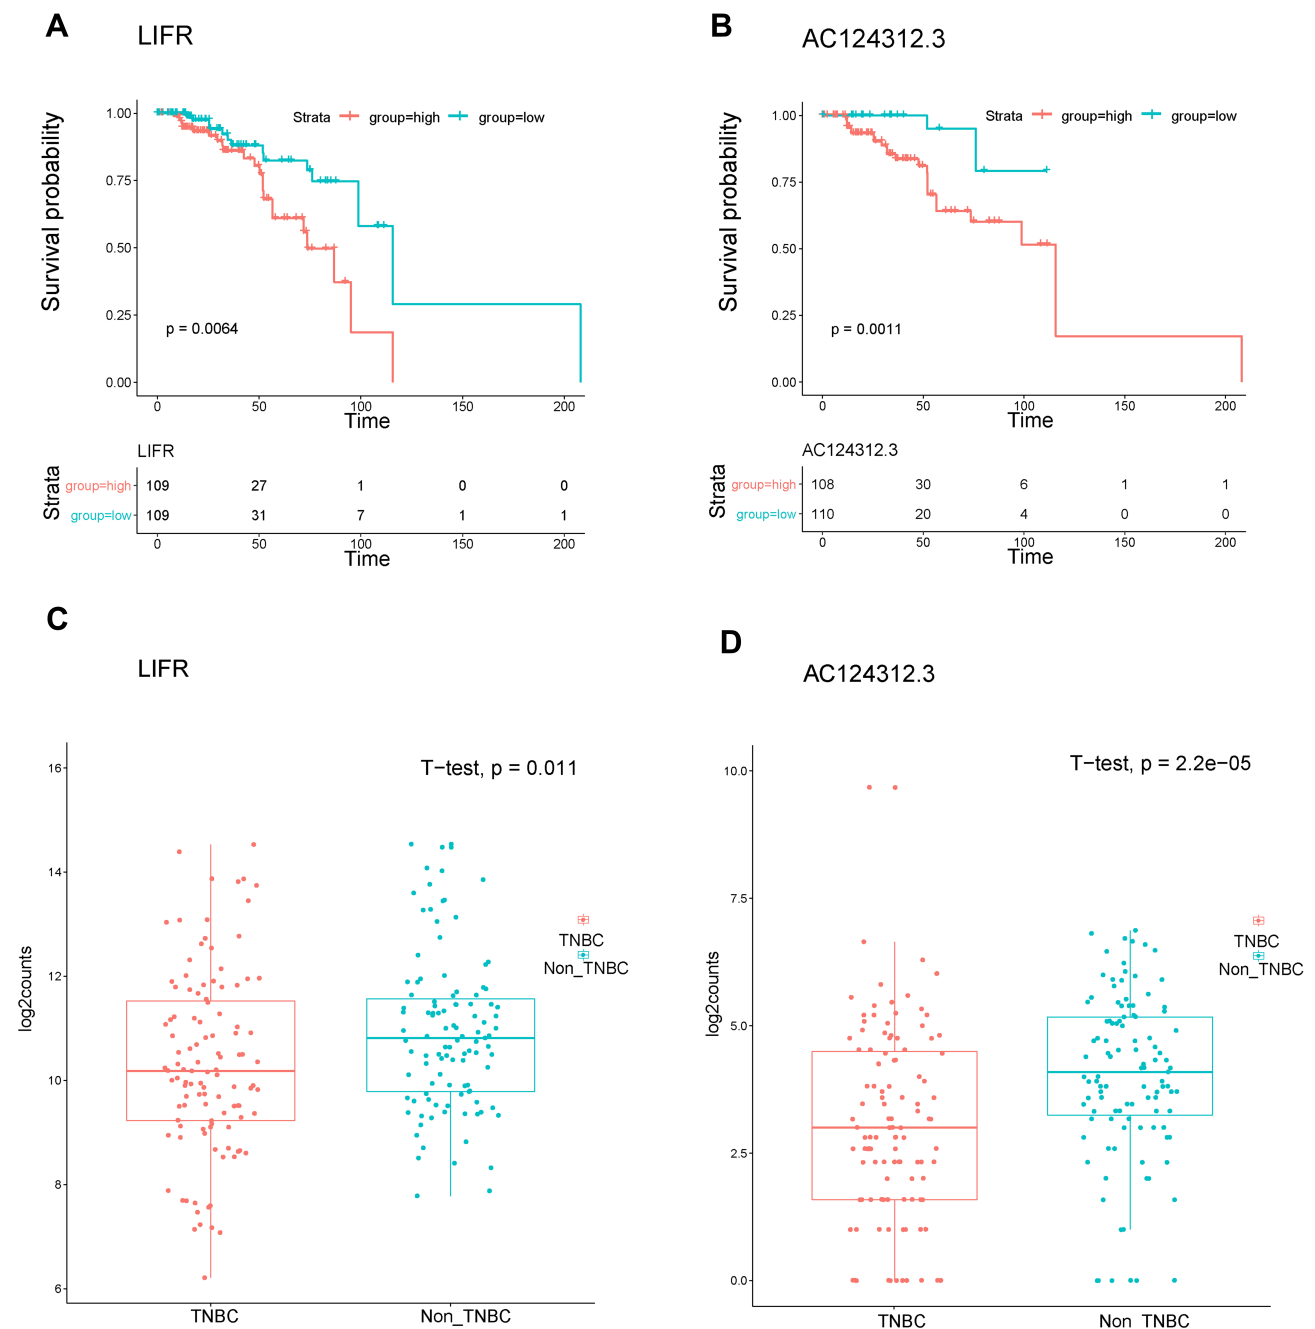 A
LIFR
Survival probability
1.00
0.75
0.50
0.25
0.00
Strata group=high group=low
p = 0.0064
0 50 100 150 200
Time
LIFR
Strata
group=high 109 27 1 0 0
group=low 109 31 7 1 1
0 50 100 150 200
Time
B
AC124312.3
Survival probability
1.00
0.75
0.50
0.25
0.00
Strata group=high group=low
p = 0.0011
0 50 100 150 200
Time
AC124312.3
Strata
group=high 108 30 6 1 1
group=low 110 20 4 0 0
0 50 100 150 200
Time
C
LIFR
log2counts
16
14
12
10
8
6
T−test, p = 0.011
TNBC
Non_TNBC
TNBC Non_TNBC
D
AC124312.3
log2counts
10.0
7.5
5.0
2.5
0.0
T−test, p = 2.2e−05
TNBC
Non_TNBC
TNBC Non TNBC